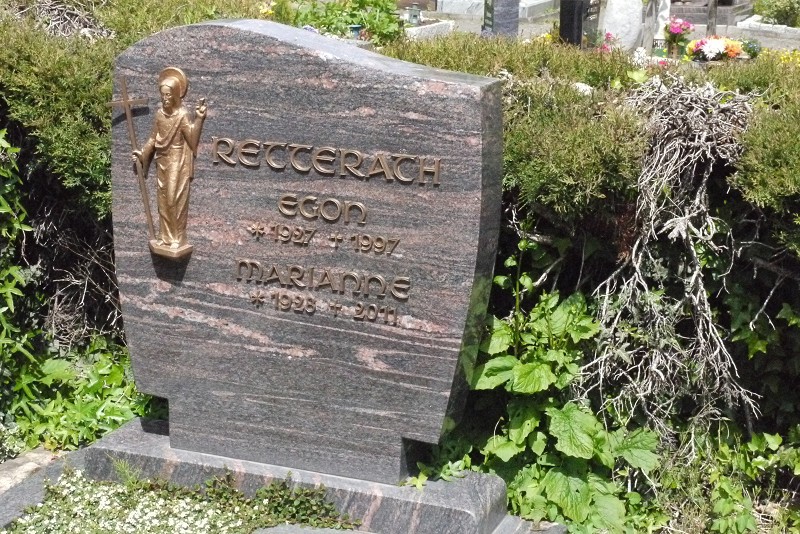 RETTERATH
EGON
* 1927 + 1997
MARIANNE
* 1928 + 2011